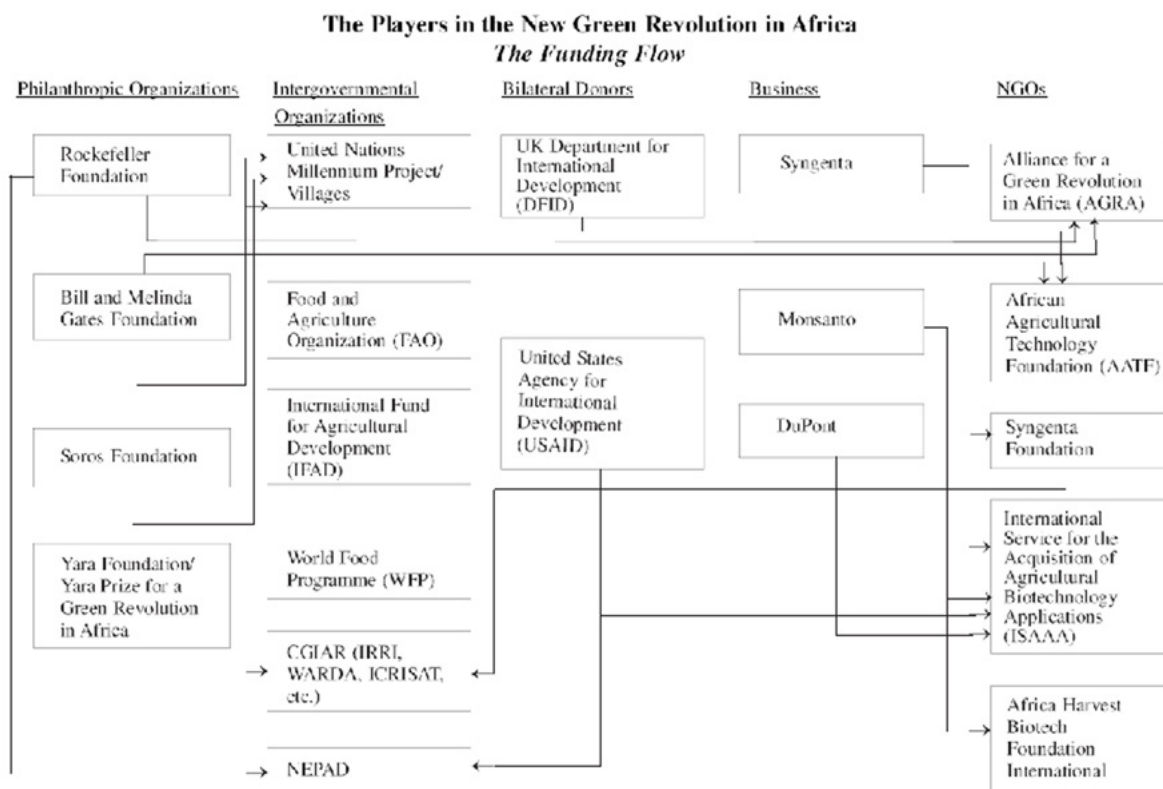 The Players in the New Green Revolution in Africa
The Funding Flow
Philanthropic Organizations
Rockefeller
Foundation
Bill and Melinda
Gates Foundation
Soros Foundation
Yara Foundation/
Yara Prize for a
Green Revolution
in Africa
Intergovernmental
Organizations
United Nations
Millennium Project/
Villages
Food and
Agriculture
Organization (FAO)
International Fund
for Agricultural
Development
(IFAD)
World Food
Programme (WFP)
CGIAR (IRRI,
WARDA, ICRISAT,
etc.)
NEPAD
Bilateral Donors
UK Department for
International
Development
(DFID)
United States
Agency for
International
Development
(USAID)
Business
Syngenta
Monsanto
DuPont
NGOs
Alliance for a
Green Revolution
in Africa (AGRA)
African
Agricultural
Technology
Foundation (AATF)
Syngenta
Foundation
International
Service for the
Acquisition of
Agricultural
Biotechnology
Applications
(ISAAA)
Africa Harvest
Biotech
Foundation
International